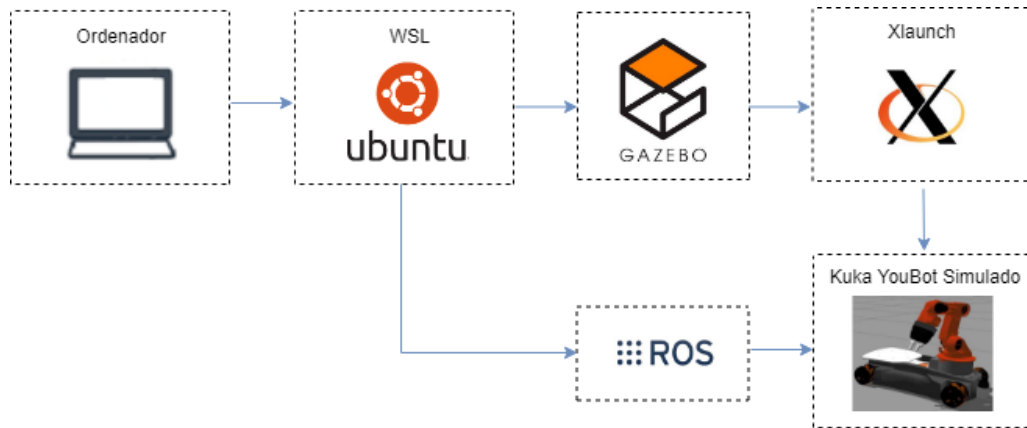 Ordenador
WSL
ubuntu
GAZEBO
Xlaunch
X
Kuka YouBot Simulado
ROS